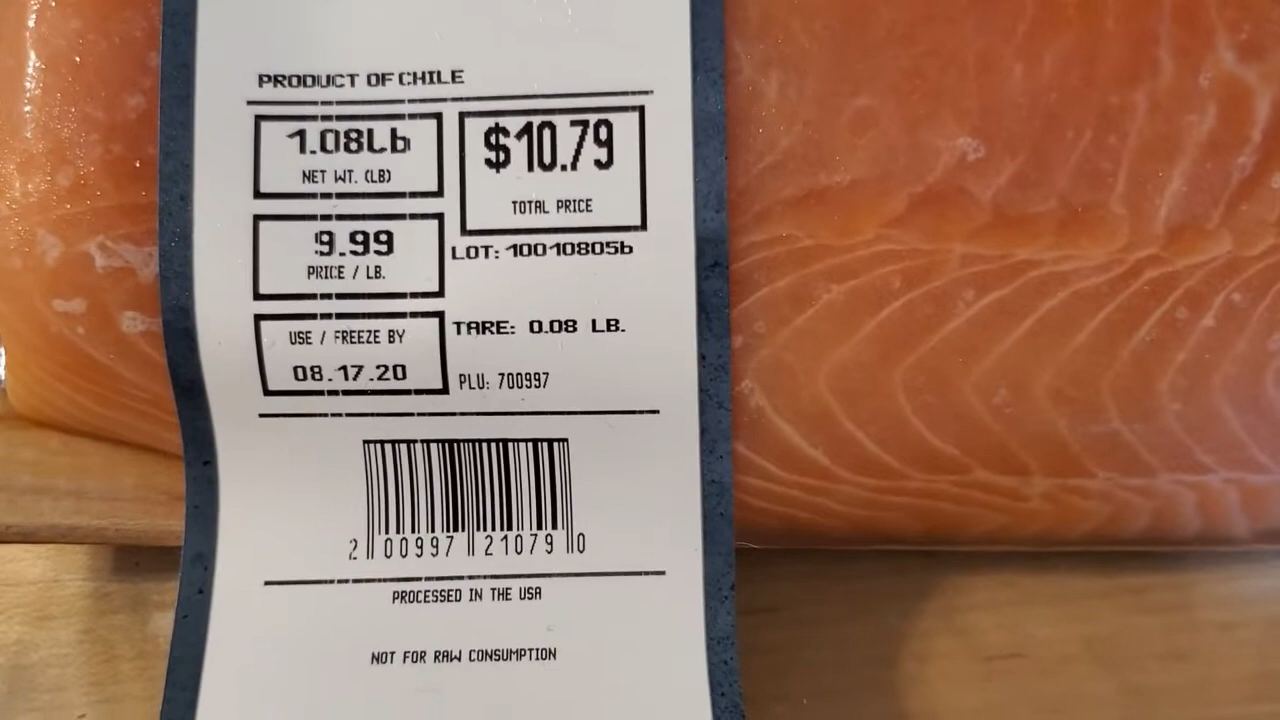 PRODUCT OF CHILE
1.08Lb
NET WT. (LB)
$10.79
TOTAL PRICE
9.99
PRICE / LB.
LOT: 10010805b
USE / FREEZE BY
08.17.20
TARE: 0.08 LB.
PLU: 700997
2 00997 21079 0
PROCESSED IN THE USA
NOT FOR RAW CONSUMPTION